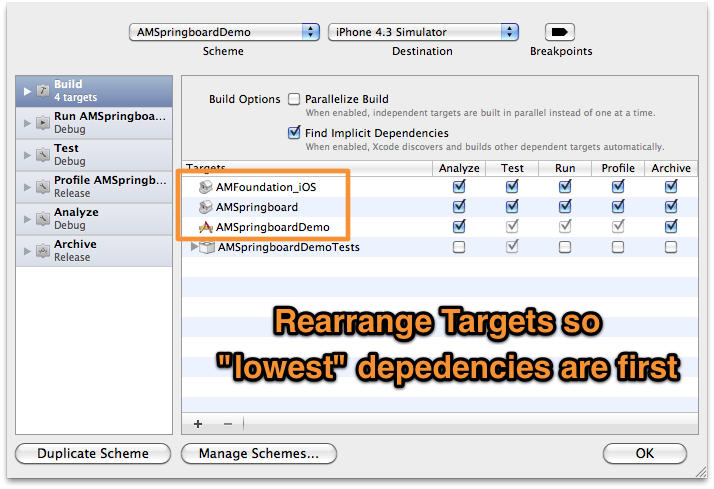 AMSpringboardDemo
iPhone 4.3 Simulator
Scheme
Destination
Breakpoints
Build
4 targets
Run AMSpringboa...
Debug
Test
Debug
Profile AMSpringb...
Release
Analyze
Debug
Archive
Release
Build Options
Parallelize Build
When enabled, independent targets are built in parallel instead of one at a time.
Find Implicit Dependencies
When enabled, Xcode discovers and builds other dependent targets automatically.
Targets Analyze Test Run Profile Archive
AMFoundation_iOS
AMSpringboard
AMSpringboardDemo
AMSpringboardDemoTests
Rearrange Targets so
"lowest" depedencies are first
+ −
Duplicate Scheme
Manage Schemes...
OK